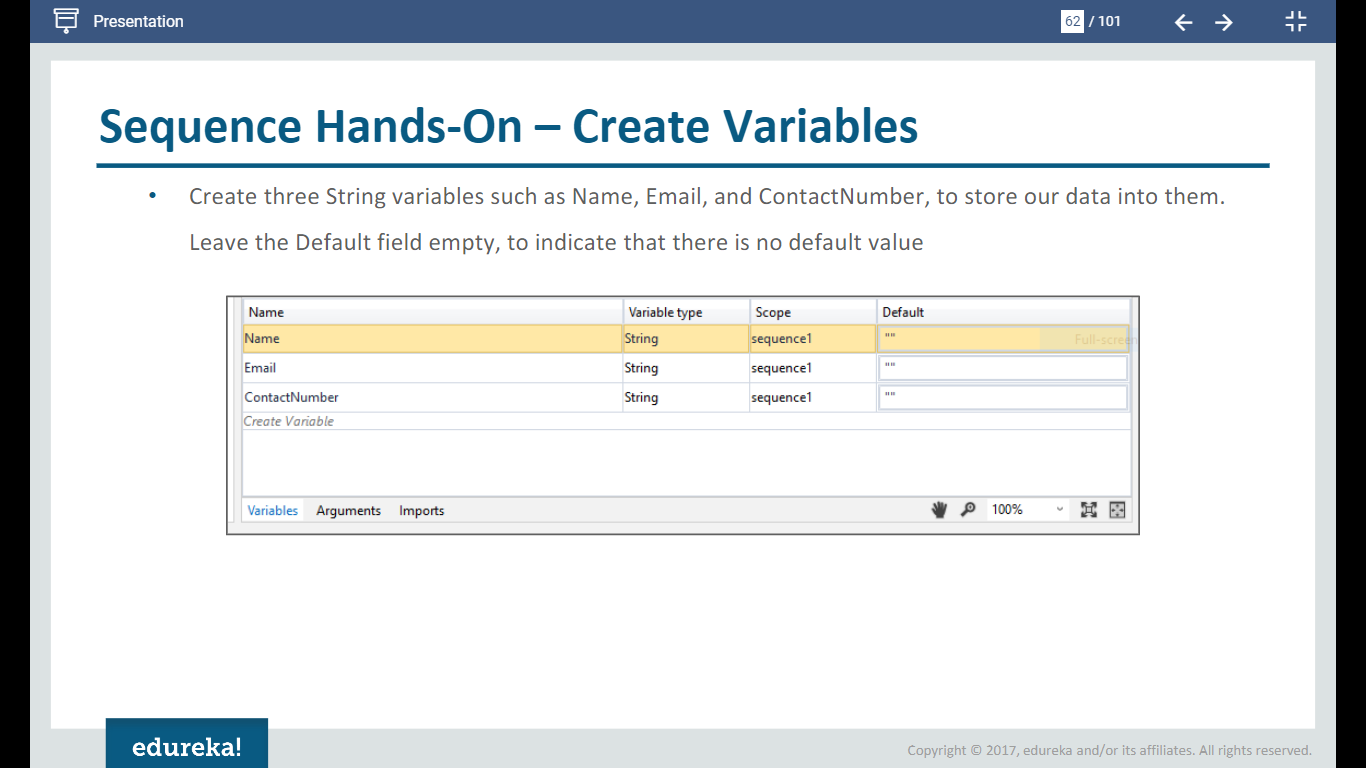 Presentation
62 / 101
Sequence Hands-On – Create Variables
• Create three String variables such as Name, Email, and ContactNumber, to store our data into them.
Leave the Default field empty, to indicate that there is no default value
Name Variable type Scope Default
Name String sequence1 "" Full-screen
Email String sequence1 ""
ContactNumber String sequence1 ""
Create Variable
Variables Arguments Imports 100%
edureka!
Copyright © 2017, edureka and/or its affiliates. All rights reserved.